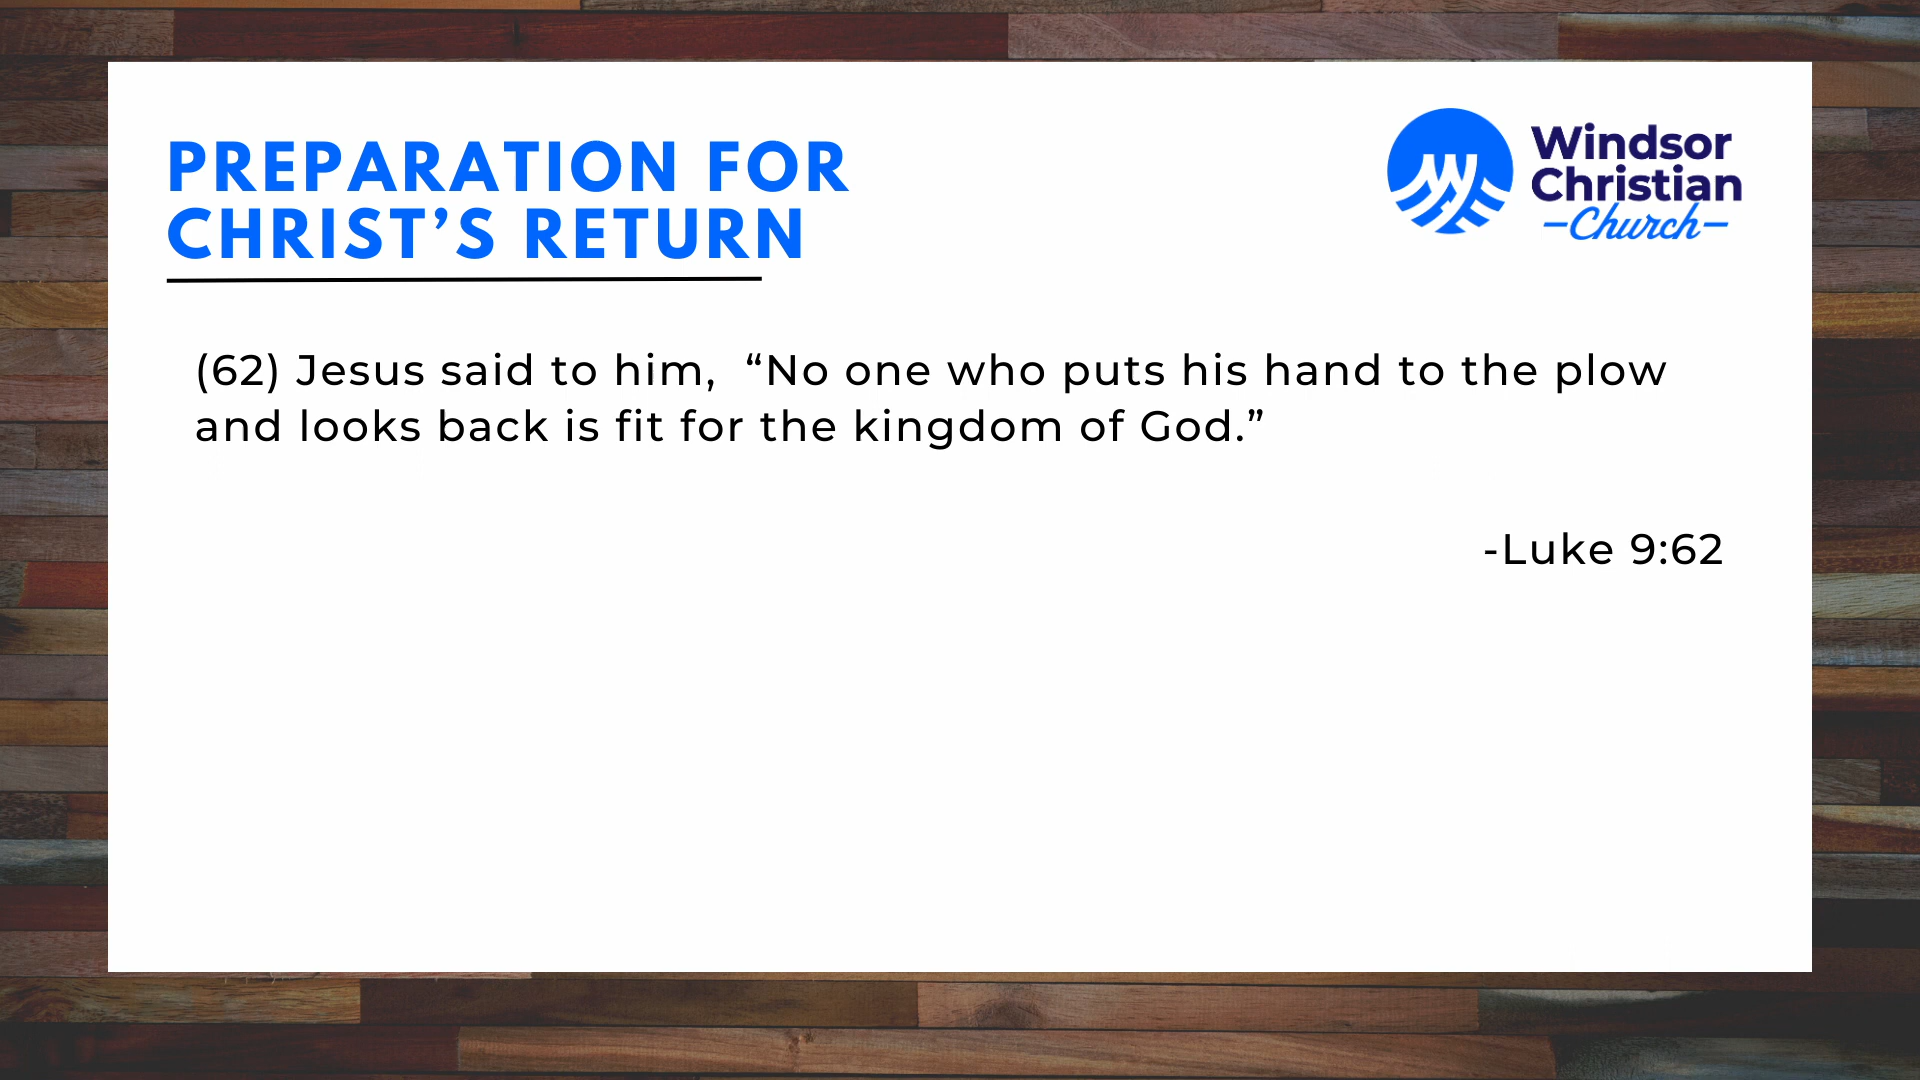 PREPARATION FOR
CHRIST’S RETURN
Windsor
Christian
-Church-
(62) Jesus said to him,  “No one who puts his hand to the plow
and looks back is fit for the kingdom of God.”
-Luke 9:62